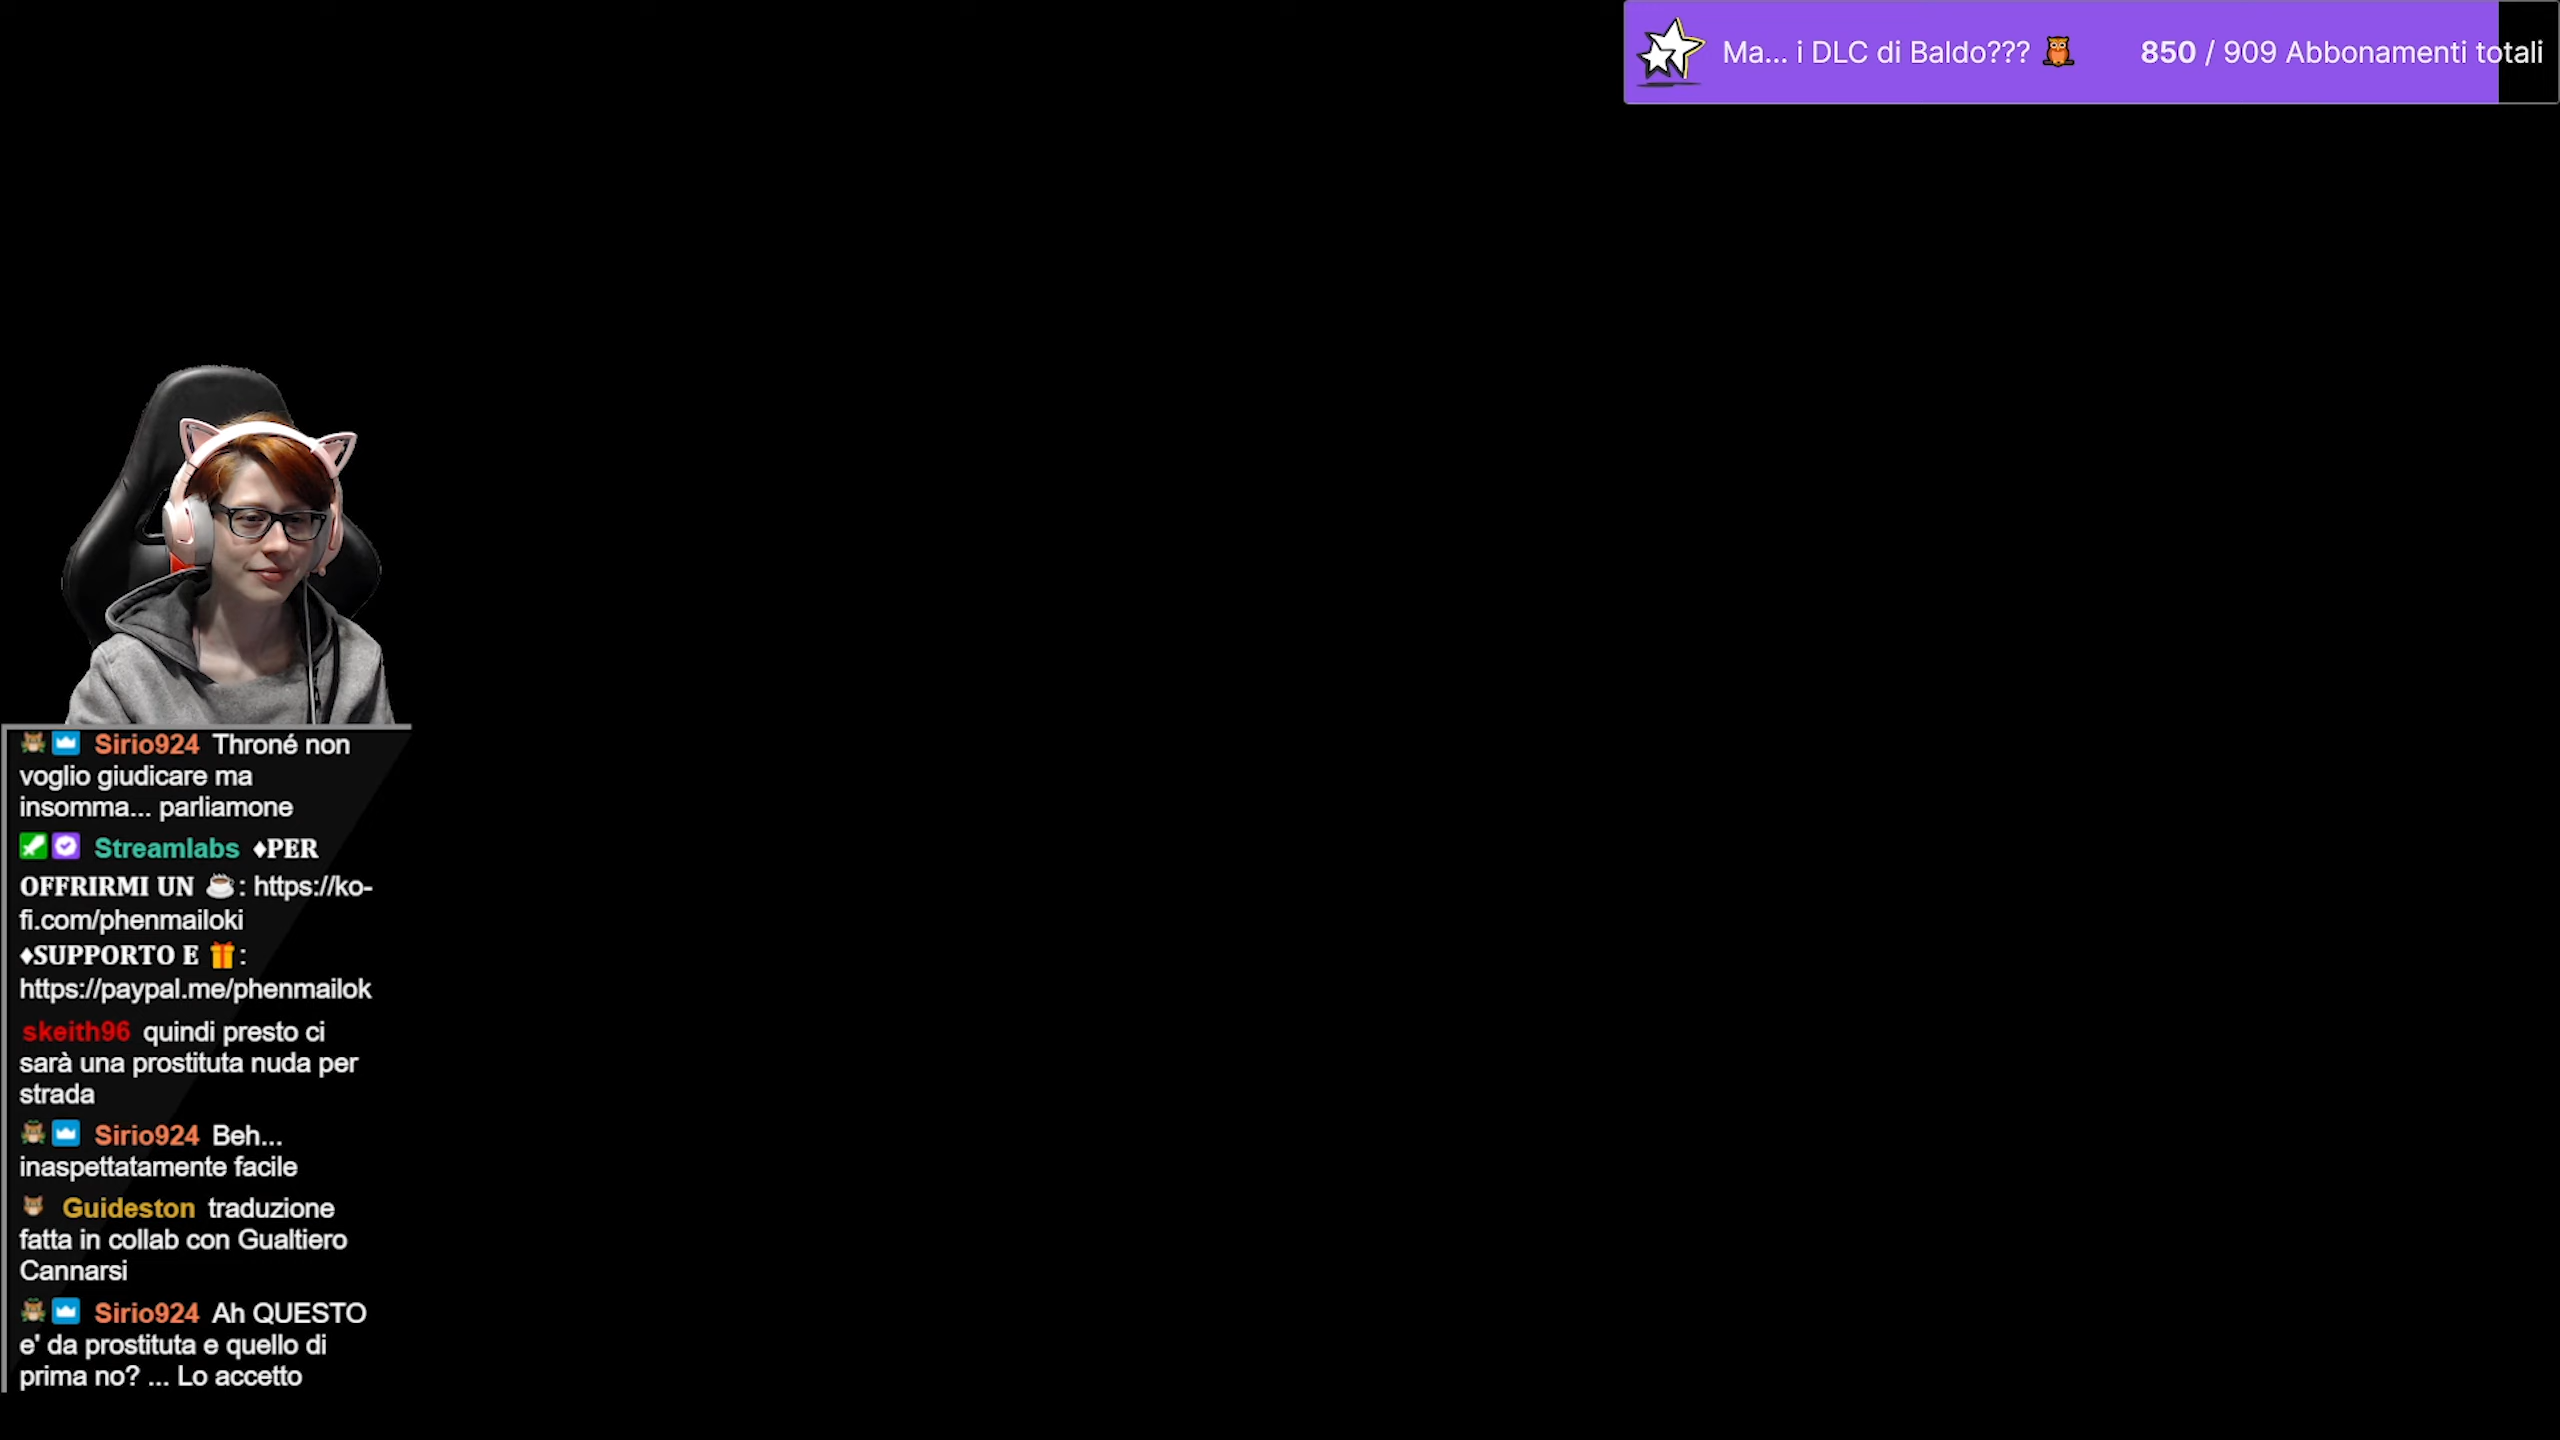 Ma... i DLC di Baldo??? 🦉 850 / 909 Abbonamenti totali
Sirio924 Throné non
voglio giudicare ma
insomma... parliamone
Streamlabs ♦PER
OFFRIRMI UN ☕: https://ko-
fi.com/phenmailoki
♦SUPPORTO E 🎁:
https://paypal.me/phenmailok
skeith96 quindi presto ci
sarà una prostituta nuda per
strada
Sirio924 Beh...
inaspettatamente facile
Guideston traduzione
fatta in collab con Gualtiero
Cannarsi
Sirio924 Ah QUESTO
e' da prostituta e quello di
prima no? ... Lo accetto